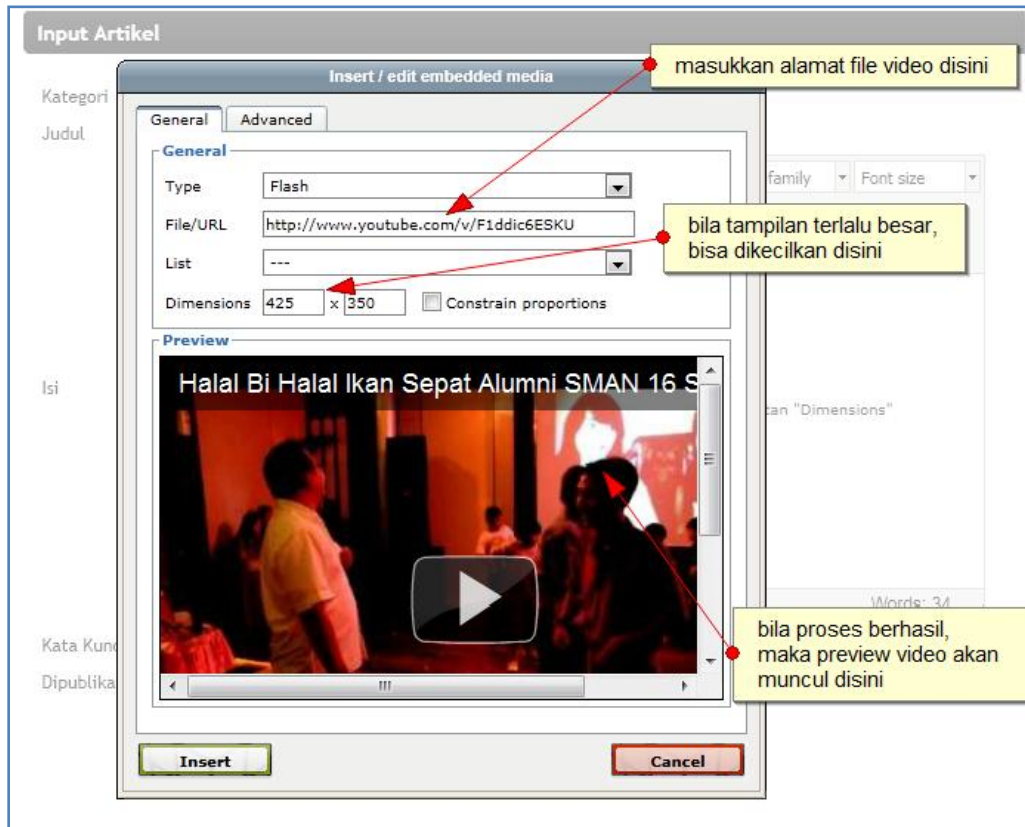 Input Artikel
Insert / edit embedded media
masukkan alamat file video disini
Kategori
General Advanced
Judul
General
family Font size
Type Flash
File/URL http://www.youtube.com/v/F1ddic6ESKU
bila tampilan terlalu besar,
bisa dikecilkan disini
List ---
Dimensions 425 x 350 Constrain proportions
Preview
Halal Bi Halal Ikan Sepat Alumni SMAN 16 S
Isi
"Dimensions"
Words: 34
bila proses berhasil,
maka preview video akan
muncul disini
Kata Kunc
Dipublika
Insert Cancel